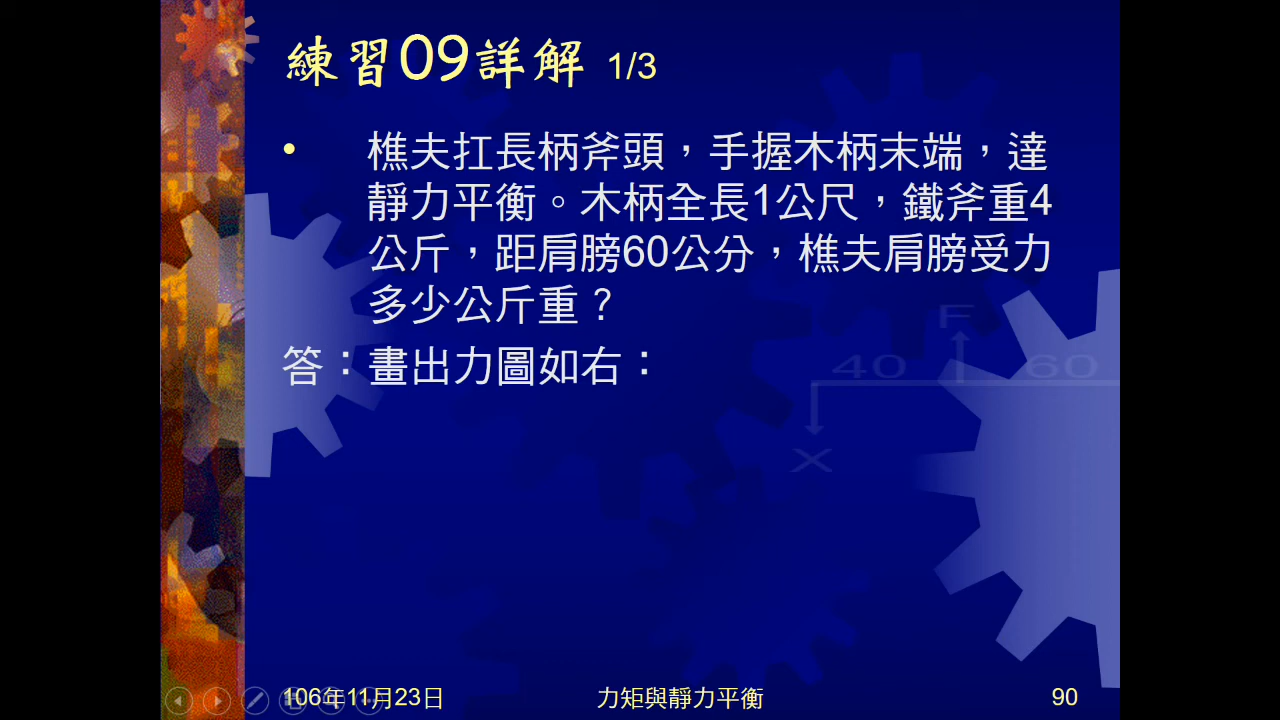 練習09詳解 1/3
• 樵夫扛長柄斧頭，手握木柄末端，達
靜力平衡。木柄全長1公尺，鐵斧重4
公斤，距肩膀60公分，樵夫肩膀受力
多少公斤重？
答：畫出力圖如右：
F
40 60
X
106年11月23日 力矩與靜力平衡 90